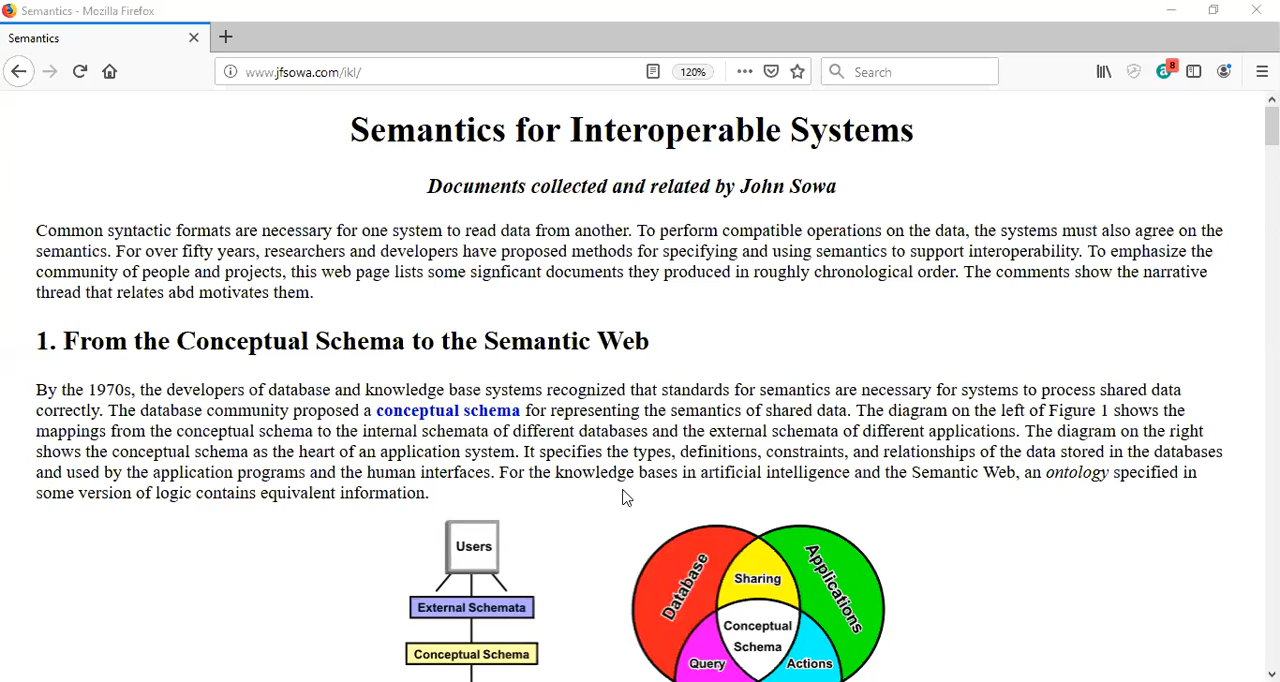 Semantics - Mozilla Firefox
Semantics
www.jfsowa.com/ikl/
120%
Search
8
Semantics for Interoperable Systems
Documents collected and related by John Sowa
Common syntactic formats are necessary for one system to read data from another. To perform compatible operations on the data, the systems must also agree on the
semantics. For over fifty years, researchers and developers have proposed methods for specifying and using semantics to support interoperability. To emphasize the
community of people and projects, this web page lists some signficant documents they produced in roughly chronological order. The comments show the narrative
thread that relates abd motivates them.
1. From the Conceptual Schema to the Semantic Web
By the 1970s, the developers of database and knowledge base systems recognized that standards for semantics are necessary for systems to process shared data
correctly. The database community proposed a conceptual schema for representing the semantics of shared data. The diagram on the left of Figure 1 shows the
mappings from the conceptual schema to the internal schemata of different databases and the external schemata of different applications. The diagram on the right
shows the conceptual schema as the heart of an application system. It specifies the types, definitions, constraints, and relationships of the data stored in the databases
and used by the application programs and the human interfaces. For the knowledge bases in artificial intelligence and the Semantic Web, an ontology specified in
some version of logic contains equivalent information.
Users
External Schemata
Conceptual Schema
Database
Sharing
Applications
Conceptual
Schema
Query
Actions